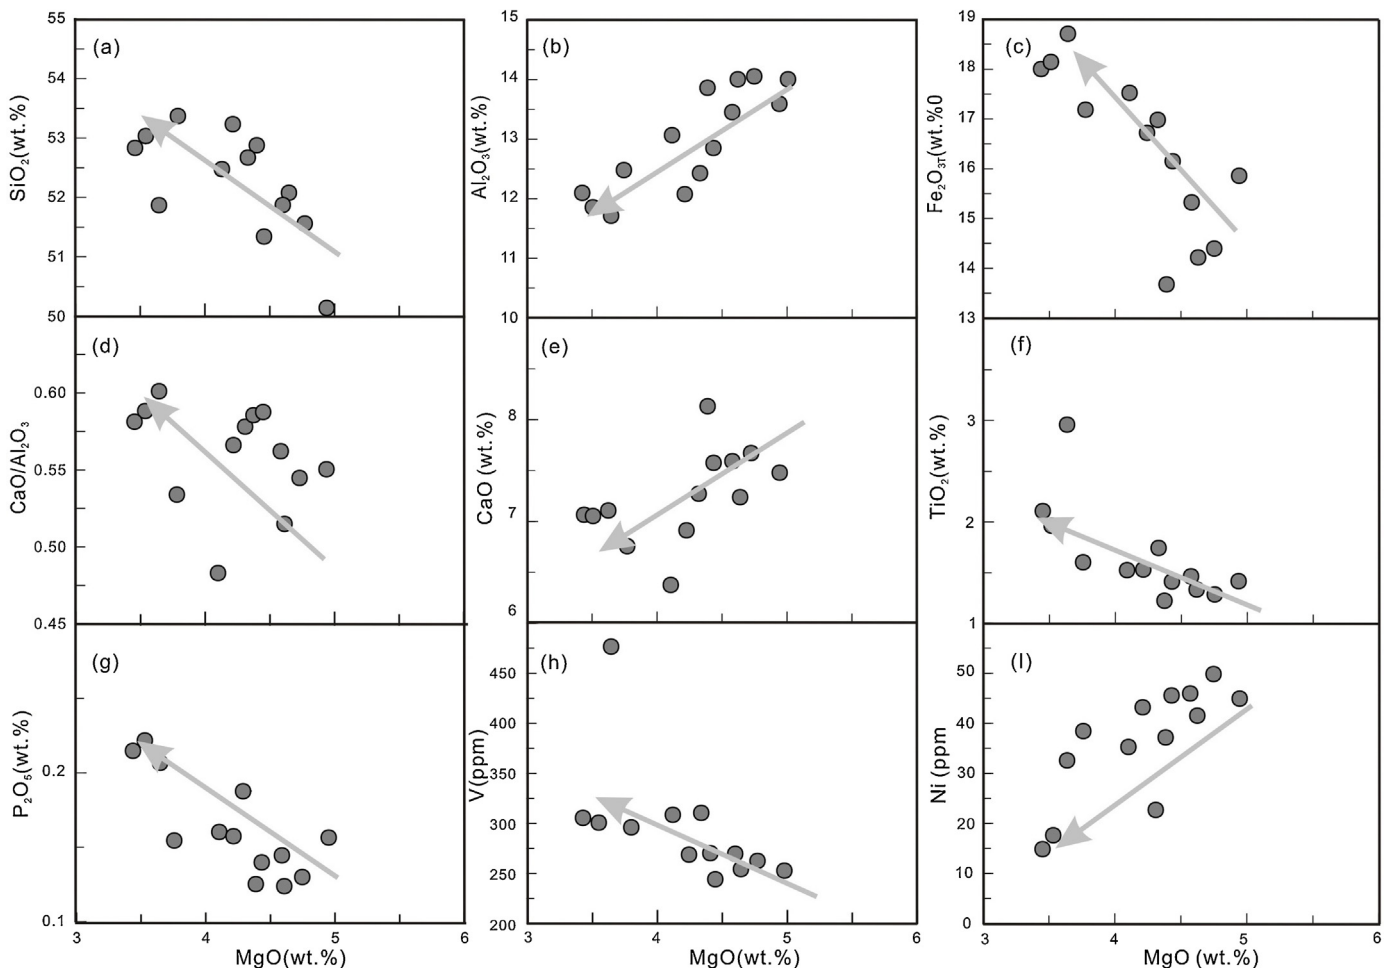 (a)
55
54
53
52
51
50
SiO2(wt.%)
(b)
15
14
13
12
11
10
Al2O3(wt.%)
(c)
19
18
17
16
15
14
13
Fe2O3T(wt.%0
(d)
0.60
0.55
0.50
0.45
CaO/Al2O3
(e)
8
7
6
CaO (wt.%)
(f)
3
2
1
TiO2(wt.%)
(g)
0.2
0.1
P2O5(wt.%)
3 4 5 6
MgO(wt.%)
(h)
450
400
350
300
250
200
V(ppm)
3 4 5 6
MgO(wt.%)
(I)
50
40
30
20
10
0
Ni (ppm
3 4 5 6
MgO (wt.%)